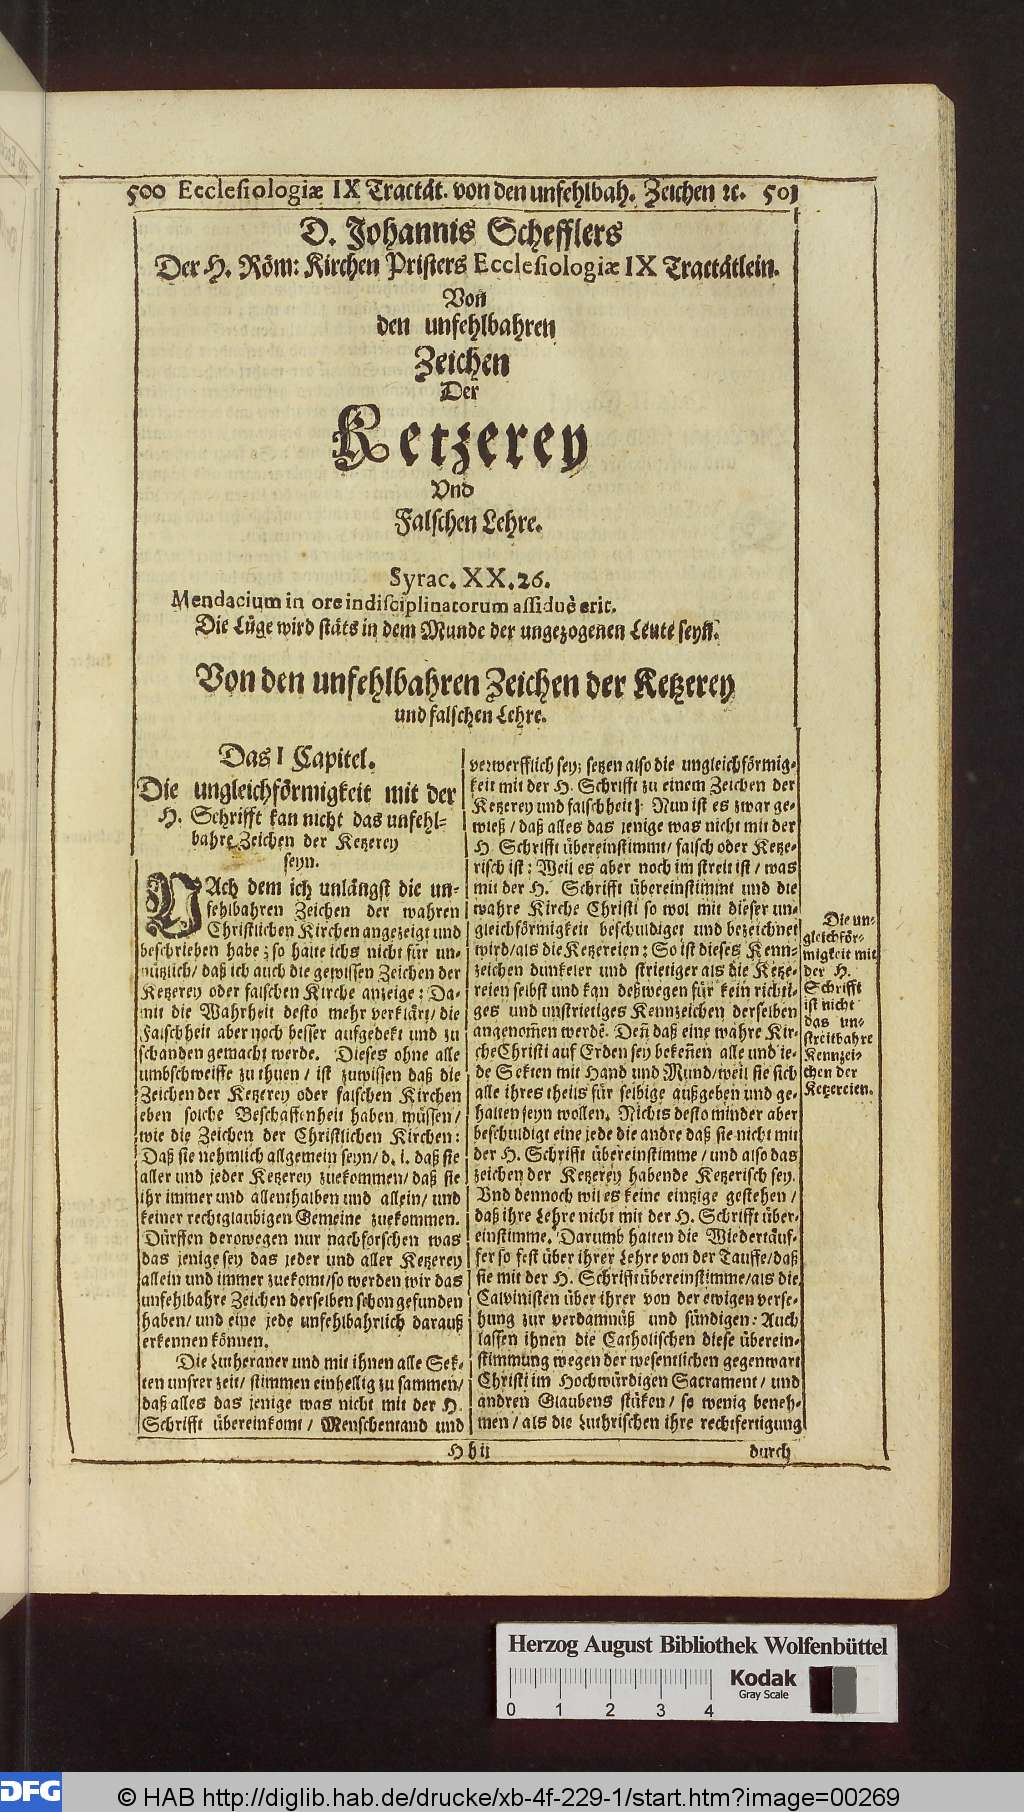 500 Ecclesiologiæ IX Tractåt. von den unfehlbah. Zeichen ꝛc. 501
D. Johannis Schefflers
Der H. Röm: Kirchen Pristers Ecclesiologiæ IX Tractåtlein.
Von
den unfehlbahren
Zeichen
Der
Ketzerey
Vnd
Falschen Lehre.
Syrac. XX. 26.
Mendacium in ore indisciplinatorum assiduè erit.
Die Lüge wird ståts in dem Munde der ungezogenen Leute seyn.
Von den unfehlbahren Zeichen der Ketzerey
und falschen Lehre.
Das I Capitel.
Die ungleichförmigkeit mit der
H. Schrifft kan nicht das unfehl-
bahre Zeichen der Ketzerey
seyn.
NAch dem ich unlängst die un-
fehlbahren Zeichen der wahren
Christlichen Kirchen angezeigt und
beschrieben habe; so halte ichs nicht für un-
nützlich/ daß ich auch die gewissen Zeichen der
Ketzerey oder falschen Kirche anzeige: Da-
mit die Wahrheit desto mehr verklärt/ die
Falschheit aber noch besser aufgedekt und zu
schanden gemacht werde. Dieses ohne alle
umbschweiffe zu thuen/ ist zuwissen daß die
Zeichen der Ketzerey oder falschen Kirchen
eben solche Beschaffenheit haben müssen/
wie die Zeichen der Christlichen Kirchen:
Daß sie nehmlich allgemein seyn/ d. i. daß sie
aller und jeder Ketzerey zuekommen/ daß sie
ihr immer und allenthalben und allein/ und
keiner rechtglaubigen Gemeine zuekommen.
Dürffen derowegen nur nachforschen was
das jenige sey das jeder und aller Ketzerey
allein und immer zuekomt/ so werden wir das
unfehlbahre Zeichen derselben schon gefunden
haben/ und eine jede unfehlbahrlich darauß
erkennen können.
Die Lutheraner und mit ihnen alle Sek-
ten unsrer zeit/ stimmen einhellig zu sammen/
daß alles das jenige was nicht mit der H.
Schrifft übereinkomt/ Menschentand und
verwerfflich sey; setzen also die ungleichförmig-
keit mit der H. Schrifft zu einem Zeichen der
Ketzerey und falschheit; Nun ist es zwar ge-
wieß/ daß alles das jenige was nicht mit der
H. Schrifft übereinstimmt/ falsch oder Ketze-
risch ist: Weil es aber noch im streit ist/ was
mit der H. Schrifft übereinstimmt und die
wahre Kirche Christi so wol mit dieser un-
gleichförmigkeit beschuldiget und bezeichnet
wird/ als die Ketzereien: So ist dieses Kenn-
zeichen dunkeler und strietiger als die Ketze-
reien selbst und kan deßwegen für kein richti-
ges und unstrietiges Kennzeichen derselben
angenom̃en werdẽ. Deñ daß eine wahre Kir-
che Christi auf Erden sey bekeñen alle und ie-
de Sekten mit Hand und Mund/ weil sie sich
alle ihres theils für selbige außgeben und ge-
halten seyn wollen. Nichts desto minder aber
beschuldigt eine jede die andre daß sie nicht mit
der H. Schrifft übereinstimme/ und also das
zeichen der Ketzerey habende Ketzerisch sey.
Vnd dennoch wil es keine eintzige gestehen/
daß ihre Lehre nicht mit der H. Schrifft über-
einstimme. Darumb halten die Wiedertäuf-
fer so fest über ihrer Lehre von der Tauffe/ daß
sie mit der H. Schrifft übereinstimme/ als die
Calvinisten über ihrer von der ewigen verse-
hung zur verdamnüß und sündigen: Auch
lassen ihnen die Catholischen diese überein-
stimmung wegen der wesentlichen gegenwart
Christi im Hochwürdigen Sacrament/ und
andren Glaubens stüken/ so wenig beneh-
men/ als die Luthrischen ihre rechtfertigung
Die un-
gleichför-
migkeit mit
der H.
Schrifft
ist nicht
das un-
streitbahre
Kennzei-
chen der
Ketzereien.
Hh ii
durch
Herzog August Bibliothek Wolfenbüttel
Kodak
Gray Scale
0 1 2 3 4
DFG
© HAB http://diglib.hab.de/drucke/xb-4f-229-1/start.htm?image=00269